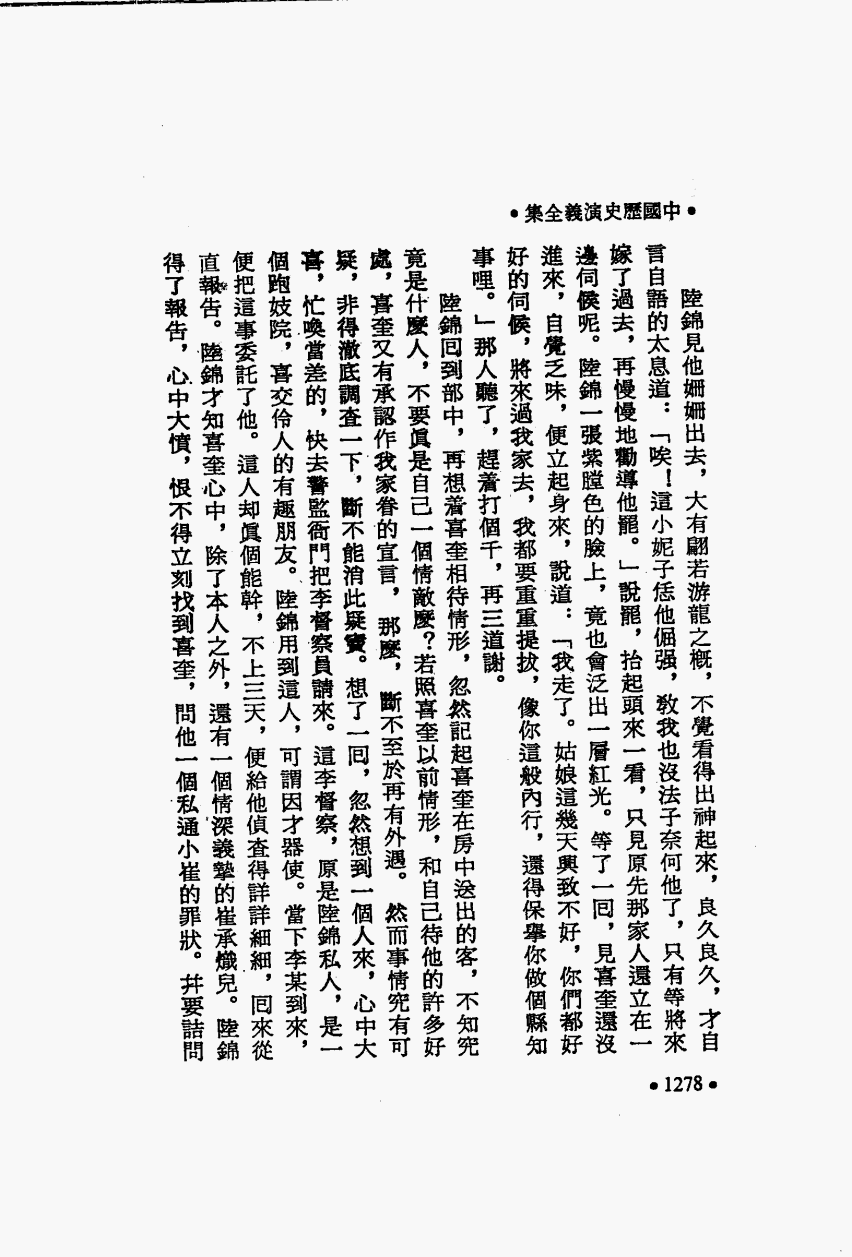 •中國歷史演義全集•
陸錦見他姍姍出去，大有翩若游龍之概，不覺看得出神起來，良久良久，才自
言自語的太息道：「唉！這小妮子恁他倔强，教我也沒法子奈何他了，只有等將來
嫁了過去，再慢慢地勸導他罷。」說罷，抬起頭來一看，只見原先那家人還立在一
邊伺候呢。陸錦一張紫膛色的臉上，竟也會泛出一層紅光。等了一囘，見喜奎還沒
進來，自覺乏味，便立起身來，說道：「我走了。姑娘這幾天興致不好，你們都好
好的伺候，將來過我家去，我都要重重提拔，像你這般內行，還得保舉你做個縣知
事哩。」那人聽了，趕着打個千，再三道謝。
陸錦囘到部中，再想着喜奎相待情形，忽然記起喜奎在房中送出的客，不知究
竟是什麼人，不要眞是自己一個情敵麼？若照喜奎以前情形，和自己待他的許多好
處，喜奎又有承認作我家眷的宣言，那麼，斷不至於再有外遇。然而事情究有可
疑，非得澈底調查一下，斷不能消此疑竇。想了一囘，忽然想到一個人來，心中大
喜，忙喚當差的，快去警監衙門把李督察員請來。這李督察，原是陸錦私人，是一
個跑妓院，喜交伶人的有趣朋友。陸錦用到這人，可謂因才器使。當下李某到來，
便把這事委託了他。這人却眞個能幹，不上三天，便給他偵查得詳詳細細，囘來從
直報告。陸錦才知喜奎心中，除了本人之外，還有一個情深義摯的崔承熾兒。陸錦
得了報告，心中大憤，恨不得立刻找到喜奎，問他一個私通小崔的罪狀。幷要詰問
•1278•